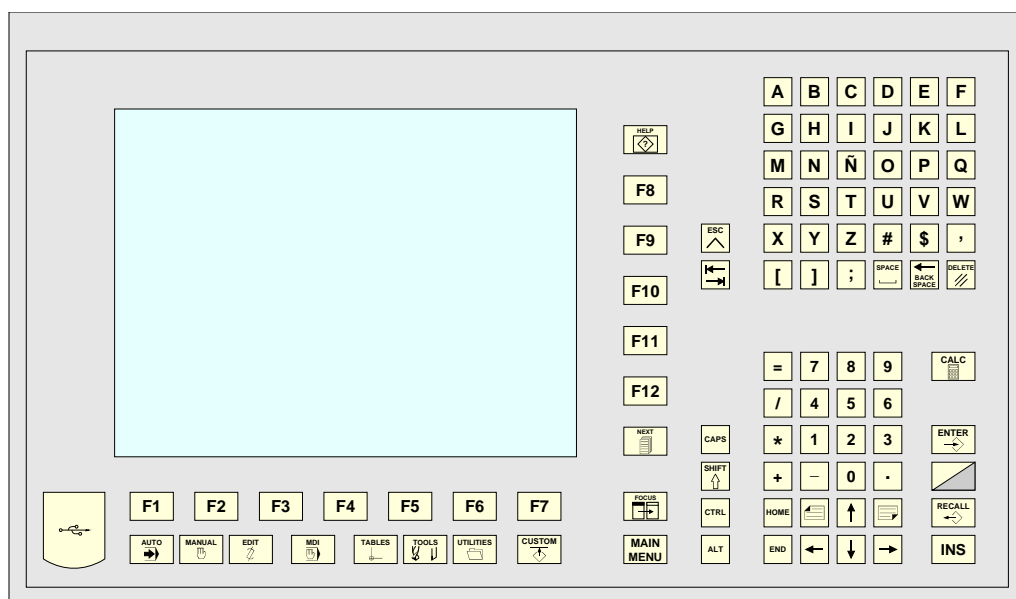 A B C D E F
HELP
G H I J K L
M N Ñ O P Q
F8
R S T U V W
F9
ESC
X Y Z # $ ,
[ ] ; SPACE BACK SPACE DELETE
F10
F11
= 7 8 9 CALC
F12
/ 4 5 6
NEXT
CAPS
* 1 2 3 ENTER
SHIFT
+ - 0 .
F1 F2 F3 F4 F5 F6 F7
FOCUS
CTRL
HOME
RECALL
AUTO MANUAL EDIT MDI TABLES TOOLS UTILITIES CUSTOM
MAIN MENU
ALT
END
INS